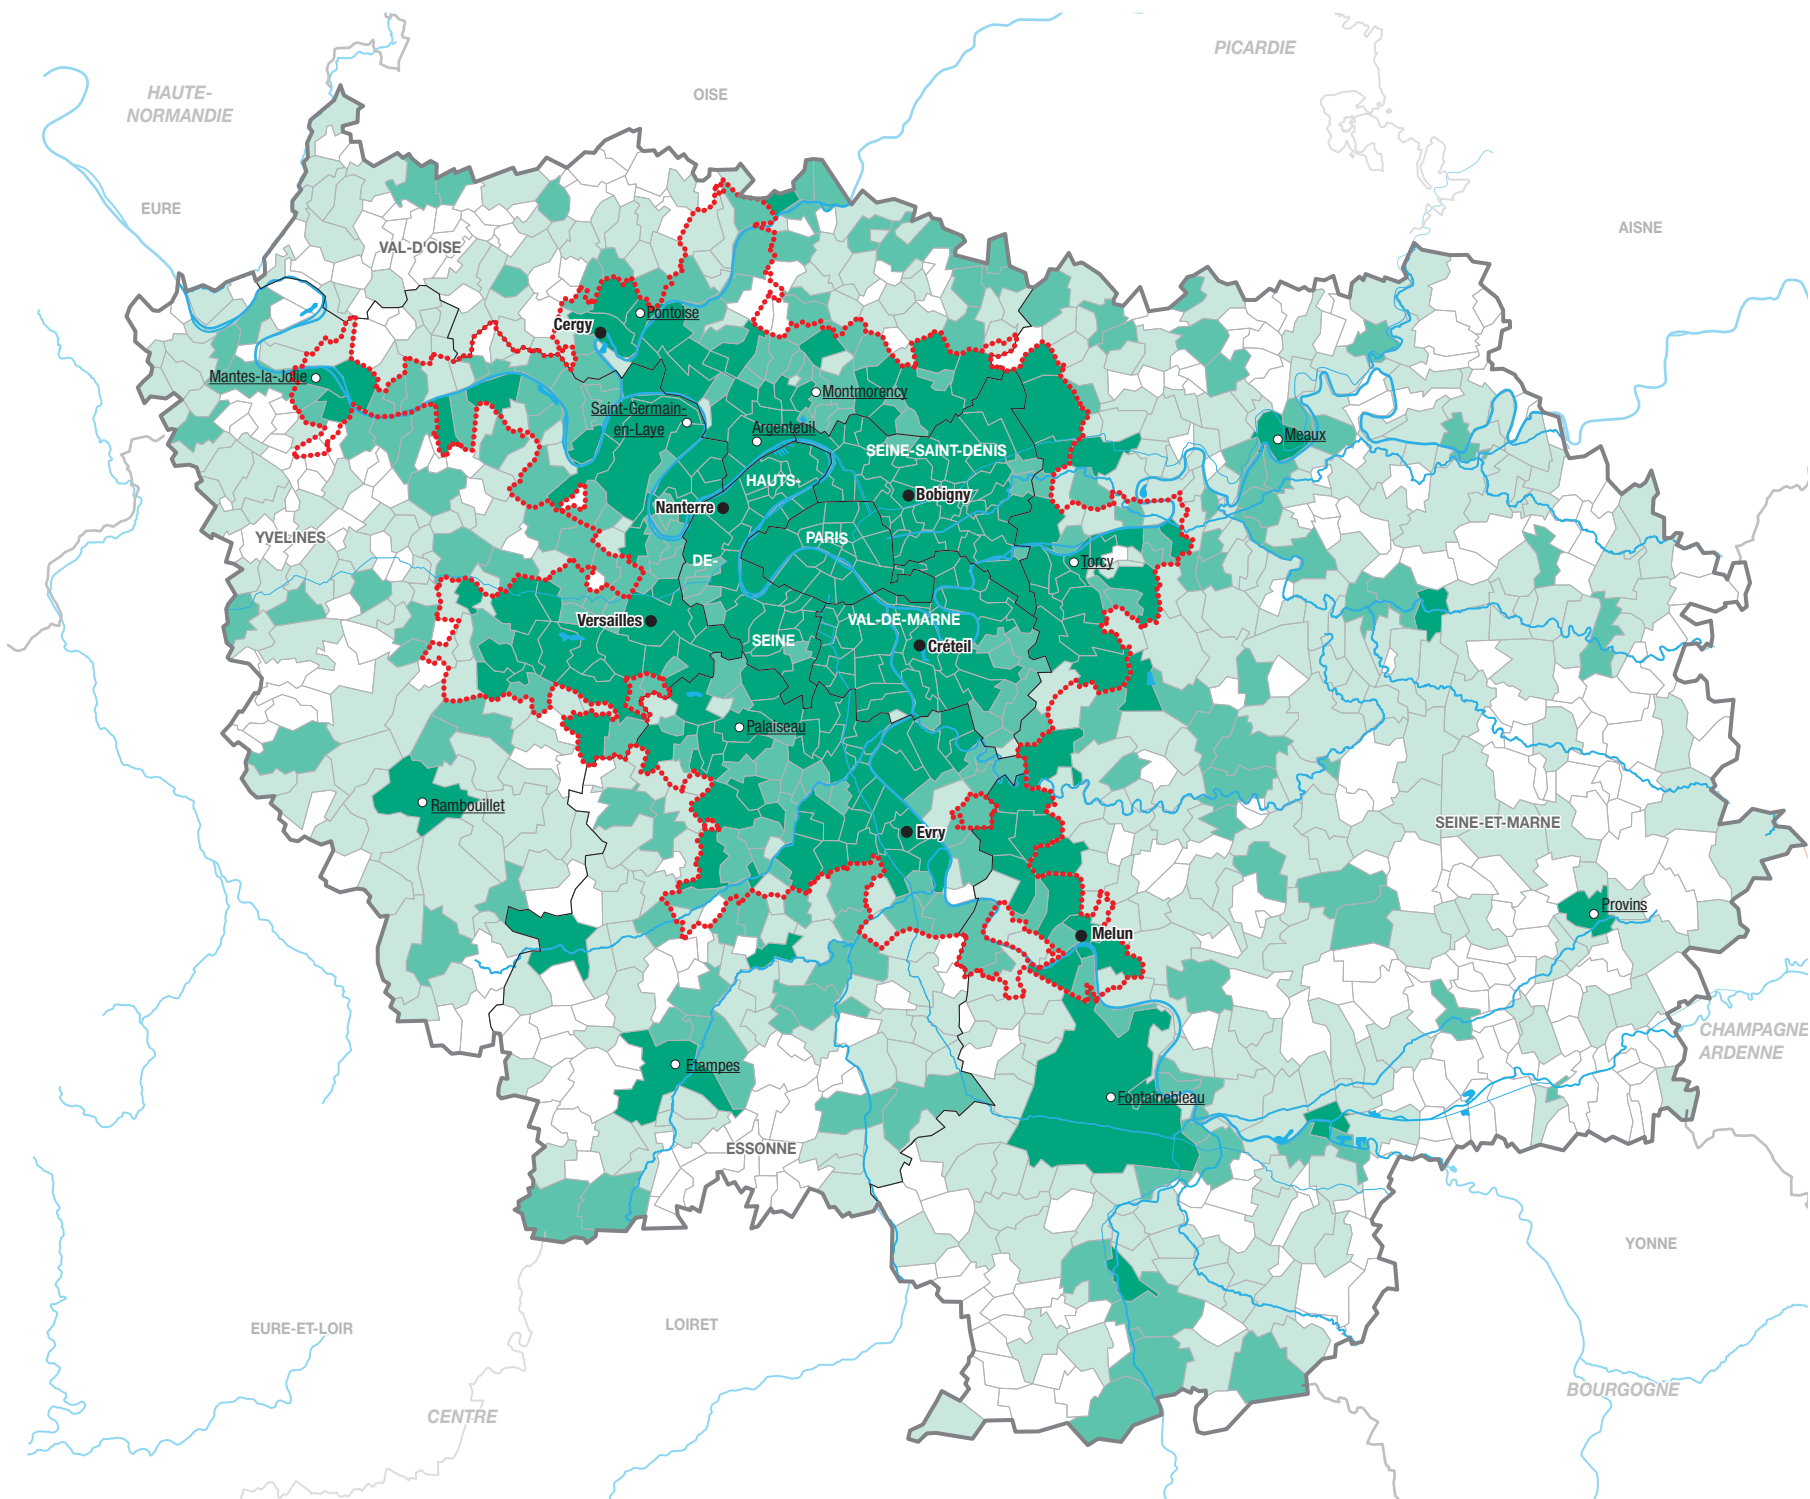 PICARDIE
HAUTE-
NORMANDIE
OISE
EURE
AISNE
VAL-D'OISE
Pontoise
Cergy
Mantes-la-Jolie
Montmorency
Saint-Germain-
en-Laye
Argenteuil
Meaux
SEINE-SAINT-DENIS
HAUTS-
Bobigny
Nanterre
YVELINES
PARIS
DE-
Torcy
Versailles
VAL-DE-MARNE
SEINE
Créteil
Palaiseau
Rambouillet
Evry
SEINE-ET-MARNE
Provins
Melun
CHAMPAGNE
ARDENNE
Etampes
Fontainebleau
ESSONNE
YONNE
EURE-ET-LOIR
LOIRET
BOURGOGNE
CENTRE